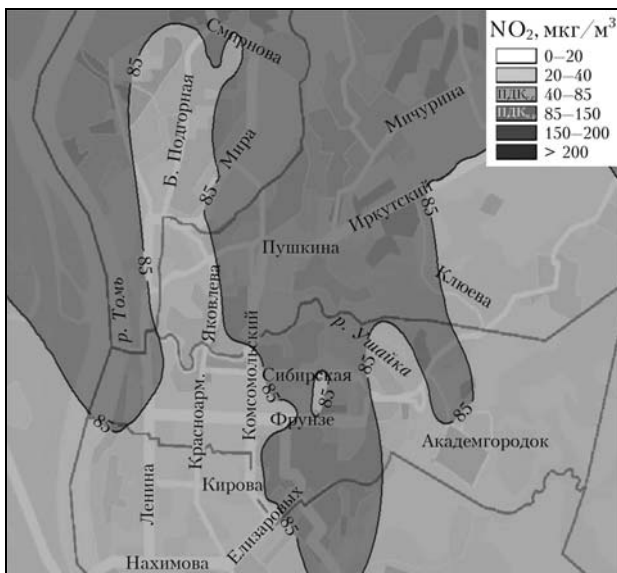 NO₂, мкг/м³
0–20
20–40
ПДК 40–85
ПДК 85–150
150–200
> 200
Смирнова
85
Б. Подгорная
Мира
85
Мичурина
Иркутский
85
Клюева
Пушкина
85
р. Томь
Яковлева
Комсомольский
р. Ушайка
Сибирская
85
85
85
85
Фрунзе
85
Красноарм.
Академгородок
85
Ленина
Кирова
Елизаровых
85
Нахимова